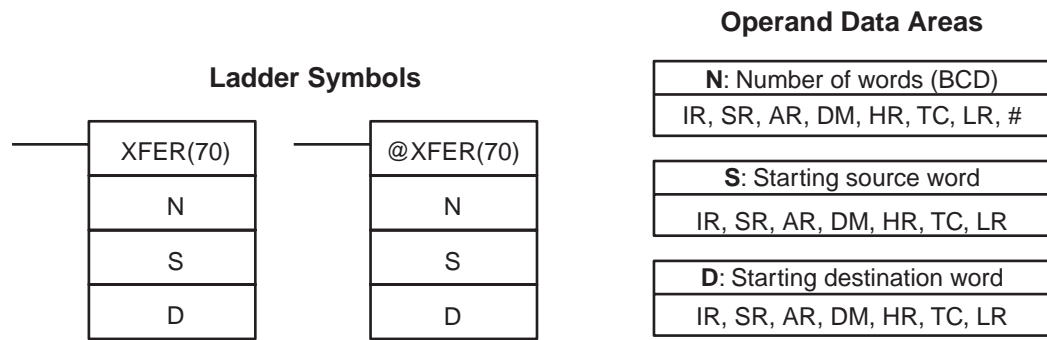 Ladder Symbols
XFER(70)
N
S
D
@XFER(70)
N
S
D
Operand Data Areas
N: Number of words (BCD)
IR, SR, AR, DM, HR, TC, LR, #
S: Starting source word
IR, SR, AR, DM, HR, TC, LR
D: Starting destination word
IR, SR, AR, DM, HR, TC, LR